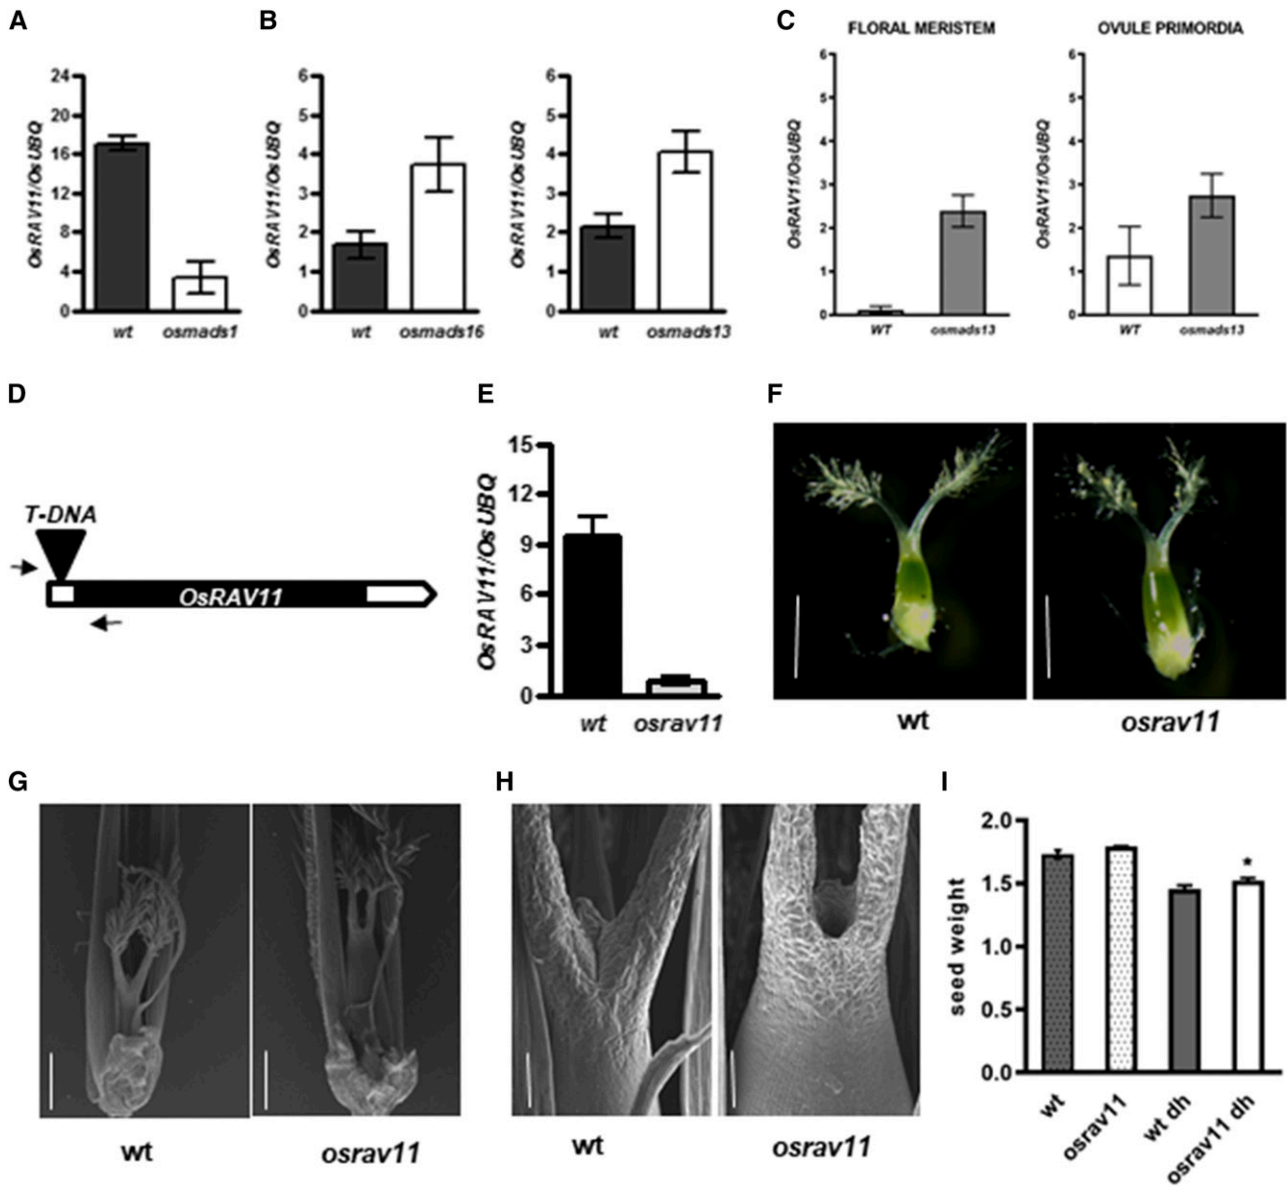 A
B
C
FLORAL MERISTEM
OVULE PRIMORDIA
OsRAV11/OsUBQ
24
20
16
12
8
4
0
wt
osmads1
OsRAV11/OsUBQ
6
5
4
3
2
1
0
wt
osmads16
OsRAV11/OsUBQ
6
5
4
3
2
1
0
wt
osmads13
OsRAV11/OsUBQ
6
5
4
3
2
1
0
WT
osmads13
OsRAV11/OsUBQ
6
5
4
3
2
1
0
WT
osmads13
D
T-DNA
OsRAV11
E
OsRAV11/OsUBQ
15
12
9
6
3
0
wt
osrav11
F
wt
osrav11
G
wt
osrav11
H
wt
osrav11
I
seed weight
2.0
1.5
1.0
0.5
0.0
*
wt
osrav11
wt dh
osrav11 dh